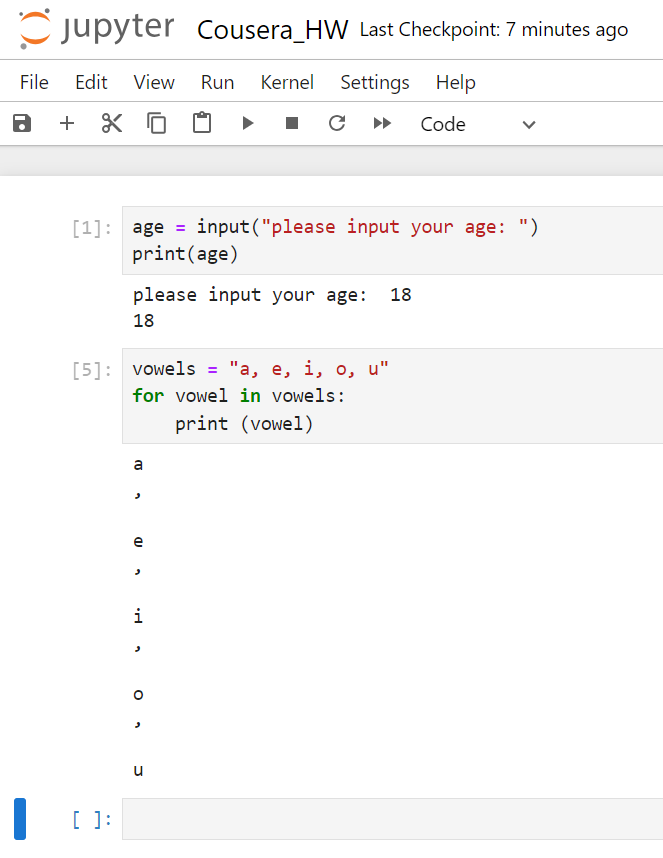 jupyter Cousera_HW Last Checkpoint: 7 minutes ago
File Edit View Run Kernel Settings Help
Code
[1]: age = input("please input your age: ")
print(age)
please input your age:  18
18
[5]: vowels = "a, e, i, o, u"
for vowel in vowels:
    print (vowel)
a
,
e
,
i
,
o
,
u
[ ]: